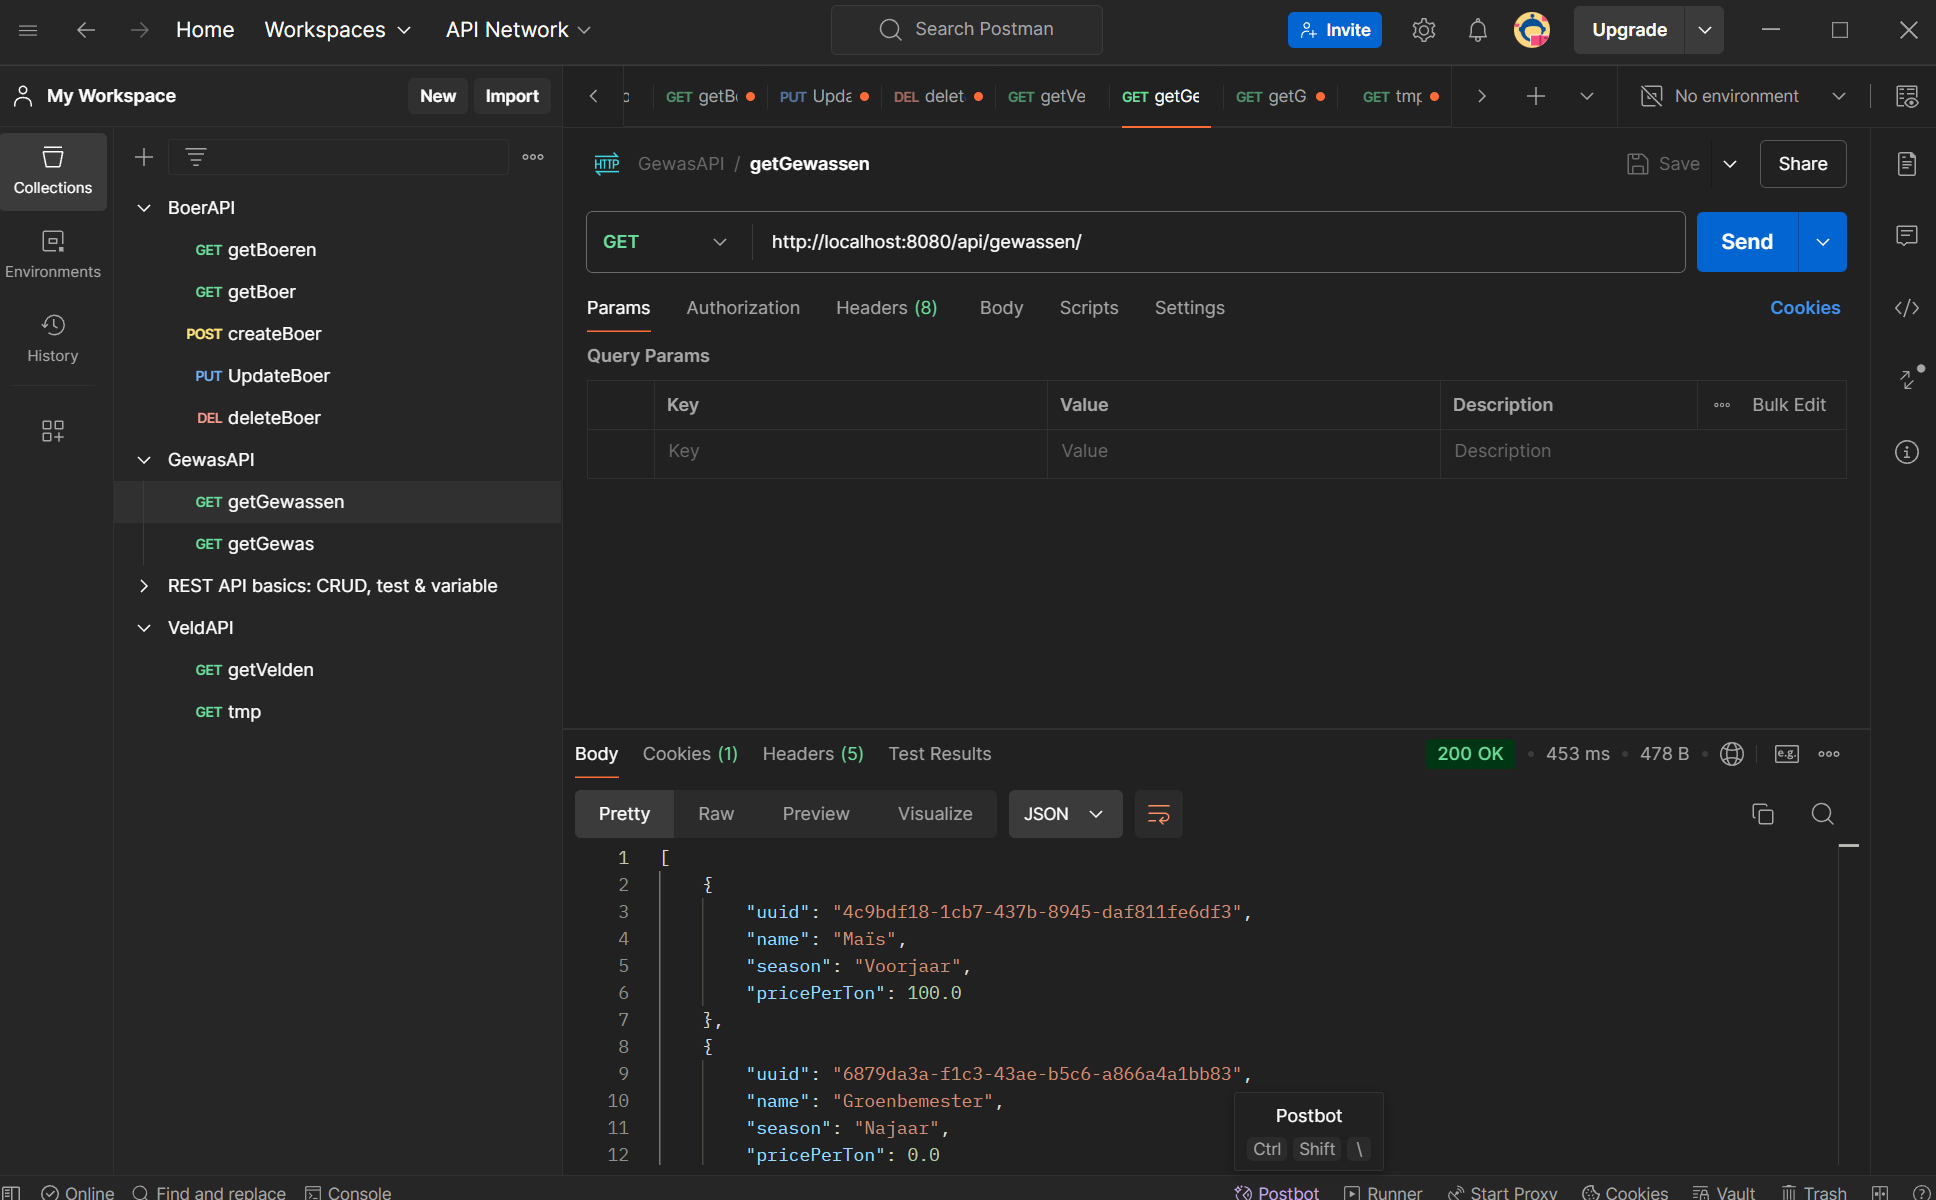 Home Workspaces API Network Search Postman Invite Upgrade
My Workspace New Import GET getB PUT Upda DEL delet GET getVe GET getGe GET getG GET tmp No environment
Collections
Environments
History
BoerAPI
GET getBoeren
GET getBoer
POST createBoer
PUT UpdateBoer
DEL deleteBoer
GewasAPI
GET getGewassen
GET getGewas
REST API basics: CRUD, test & variable
VeldAPI
GET getVelden
GET tmp
HTTP GewasAPI / getGewassen Save Share
GET http://localhost:8080/api/gewassen/ Send
Params Authorization Headers (8) Body Scripts Settings Cookies
Query Params
Key Value Description Bulk Edit
Key Value Description
Body Cookies (1) Headers (5) Test Results 200 OK 453 ms 478 B e.g.
Pretty Raw Preview Visualize JSON
1 [
2 {
3 "uuid": "4c9bdf18-1cb7-437b-8945-daf811fe6df3",
4 "name": "Maïs",
5 "season": "Voorjaar",
6 "pricePerTon": 100.0
7 },
8 {
9 "uuid": "6879da3a-f1c3-43ae-b5c6-a866a4a1bb83",
10 "name": "Groenbemester",
11 "season": "Najaar",
12 "pricePerTon": 0.0
Postbot
Ctrl Shift \
Online Find and replace Console Postbot Runner Start Proxy Cookies Vault Trash